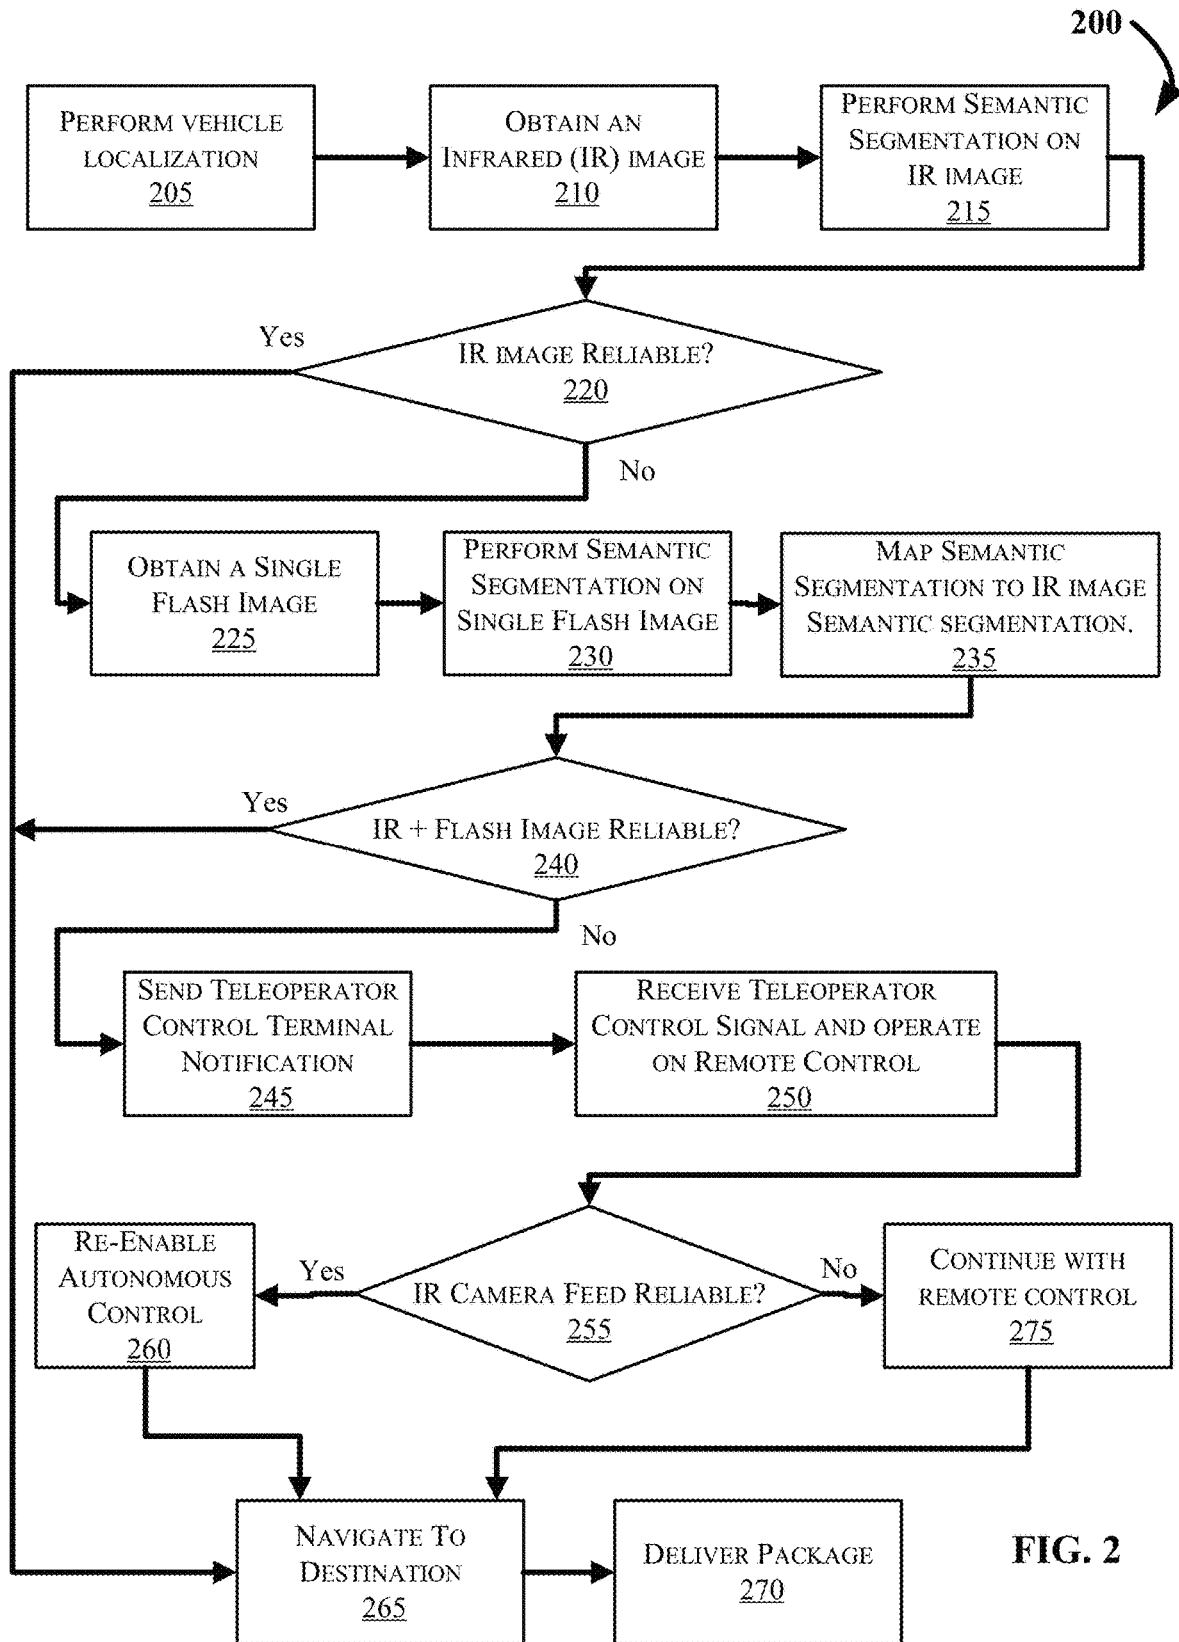 200
PERFORM VEHICLE
LOCALIZATION
205
OBTAIN AN
INFRARED (IR) IMAGE
210
PERFORM SEMANTIC
SEGMENTATION ON
IR IMAGE
215
IR IMAGE RELIABLE?
220
Yes
No
OBTAIN A SINGLE
FLASH IMAGE
225
PERFORM SEMANTIC
SEGMENTATION ON
SINGLE FLASH IMAGE
230
MAP SEMANTIC
SEGMENTATION TO IR IMAGE
SEMANTIC SEGMENTATION.
235
IR + FLASH IMAGE RELIABLE?
240
Yes
No
SEND TELEOPERATOR
CONTROL TERMINAL
NOTIFICATION
245
RECEIVE TELEOPERATOR
CONTROL SIGNAL AND OPERATE
ON REMOTE CONTROL
250
IR CAMERA FEED RELIABLE?
255
Yes
No
RE-ENABLE
AUTONOMOUS
CONTROL
260
CONTINUE WITH
REMOTE CONTROL
275
NAVIGATE TO
DESTINATION
265
DELIVER PACKAGE
270
FIG. 2